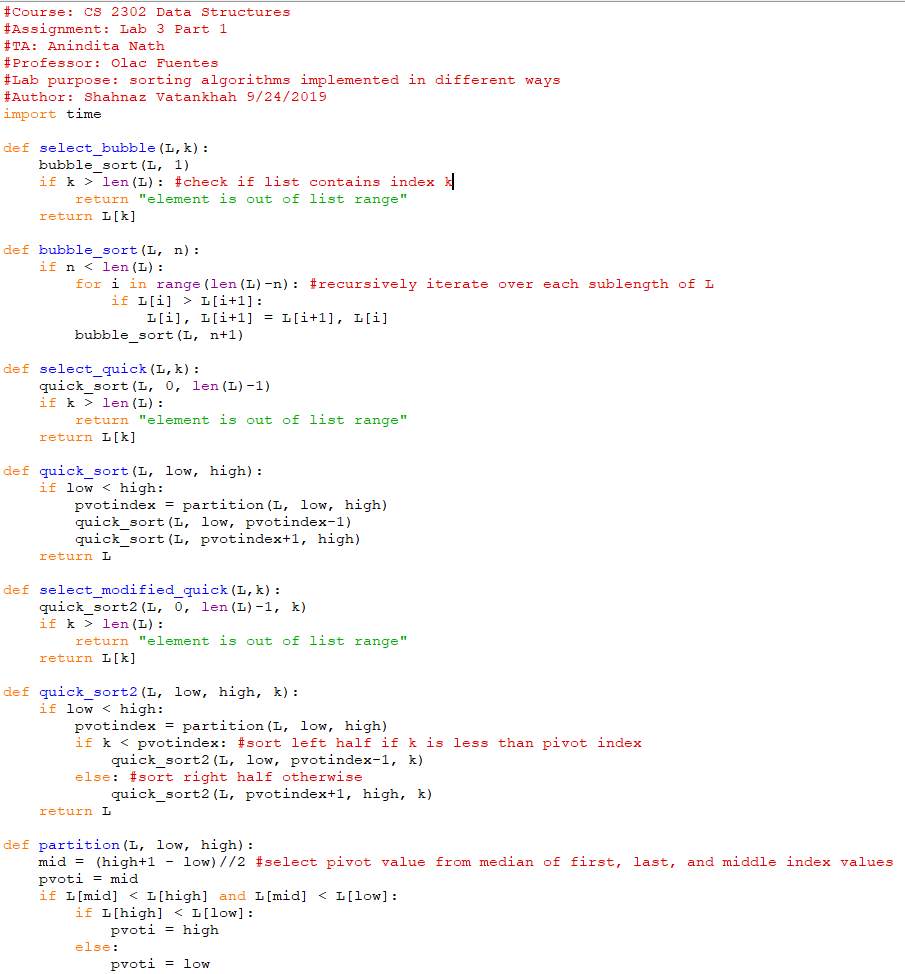 #Course: CS 2302 Data Structures
#Assignment: Lab 3 Part 1
#TA: Anindita Nath
#Professor: Olac Fuentes
#Lab purpose: sorting algorithms implemented in different ways
#Author: Shahnaz Vatankhah 9/24/2019
import time

def select_bubble(L,k):
    bubble_sort(L, 1)
    if k > len(L): #check if list contains index k
        return "element is out of list range"
    return L[k]

def bubble_sort(L, n):
    if n < len(L):
        for i in range(len(L)-n): #recursively iterate over each sublength of L
            if L[i] > L[i+1]:
                L[i], L[i+1] = L[i+1], L[i]
        bubble_sort(L, n+1)

def select_quick(L,k):
    quick_sort(L, 0, len(L)-1)
    if k > len(L):
        return "element is out of list range"
    return L[k]

def quick_sort(L, low, high):
    if low < high:
        pvotindex = partition(L, low, high)
        quick_sort(L, low, pvotindex-1)
        quick_sort(L, pvotindex+1, high)
    return L

def select_modified_quick(L,k):
    quick_sort2(L, 0, len(L)-1, k)
    if k > len(L):
        return "element is out of list range"
    return L[k]

def quick_sort2(L, low, high, k):
    if low < high:
        pvotindex = partition(L, low, high)
        if k < pvotindex: #sort left half if k is less than pivot index
            quick_sort2(L, low, pvotindex-1, k)
        else: #sort right half otherwise
            quick_sort2(L, pvotindex+1, high, k)
    return L

def partition(L, low, high):
    mid = (high+1 - low)//2 #select pivot value from median of first, last, and middle index values
    pvoti = mid
    if L[mid] < L[high] and L[mid] < L[low]:
        if L[high] < L[low]:
            pvoti = high
        else:
            pvoti = low